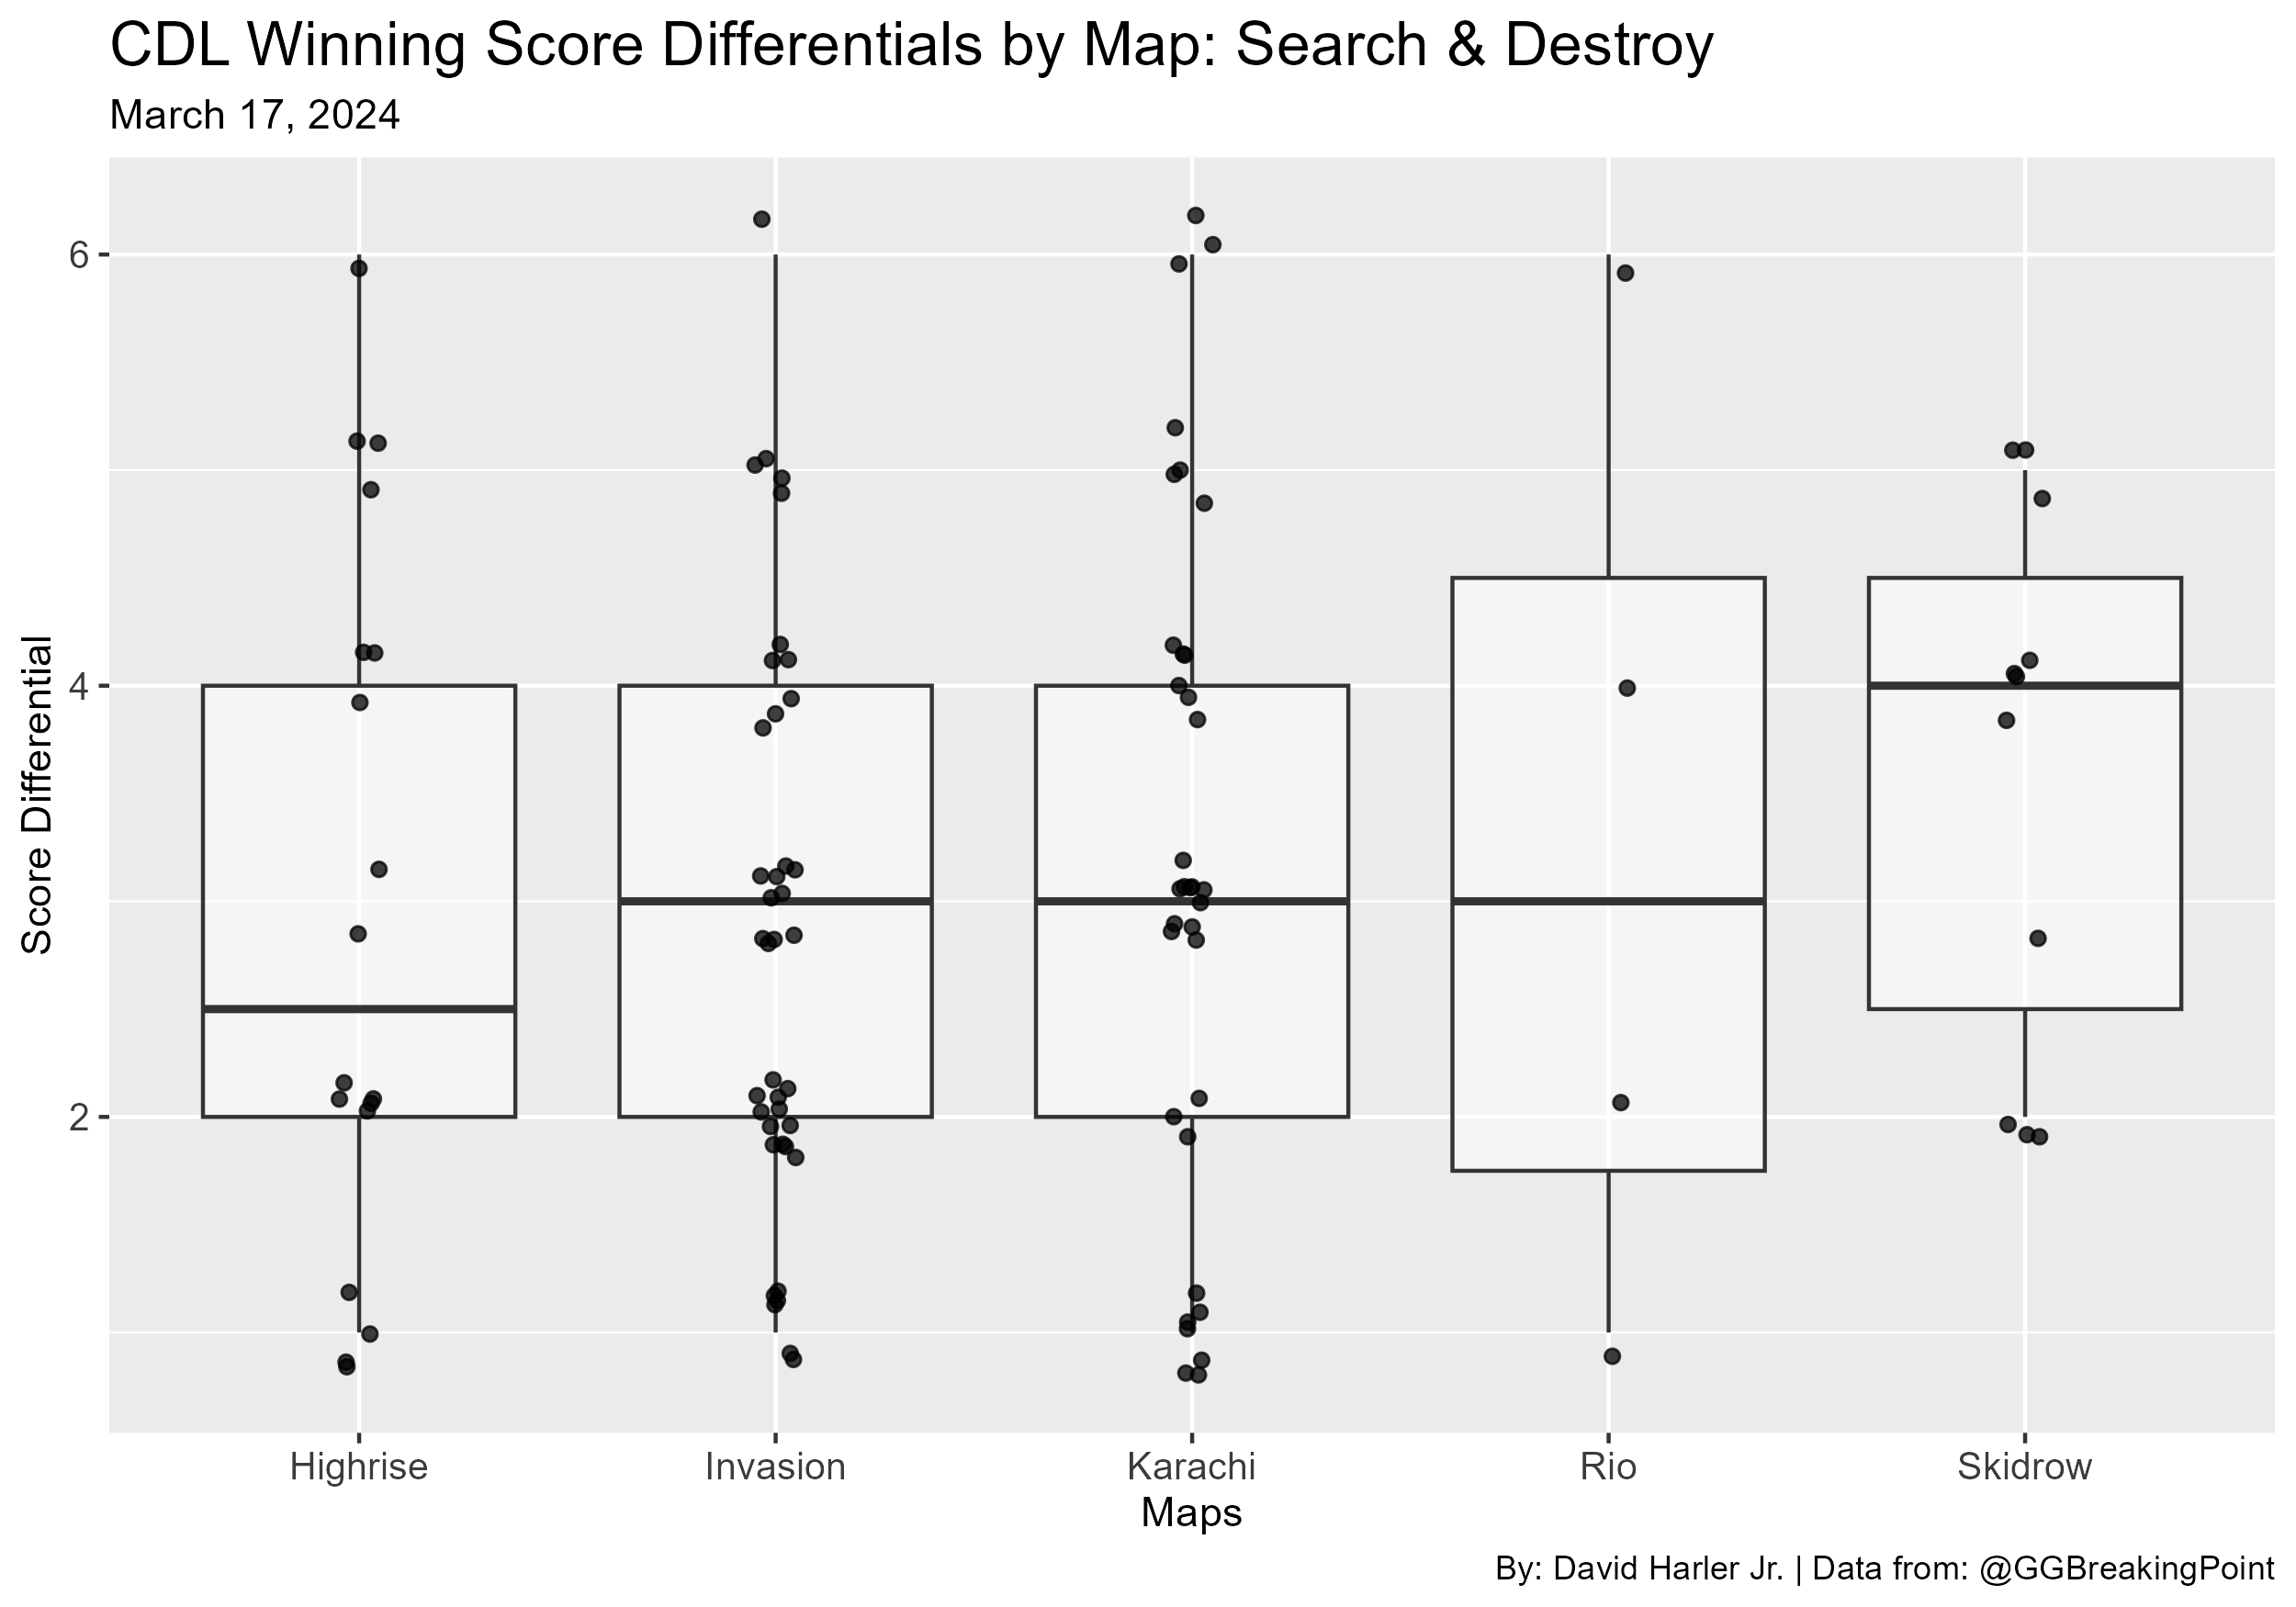 CDL Winning Score Differentials by Map: Search & Destroy
March 17, 2024
Score Differential
6
4
2
Highrise Invasion Karachi Rio Skidrow
Maps
By: David Harler Jr. | Data from: @GGBreakingPoint